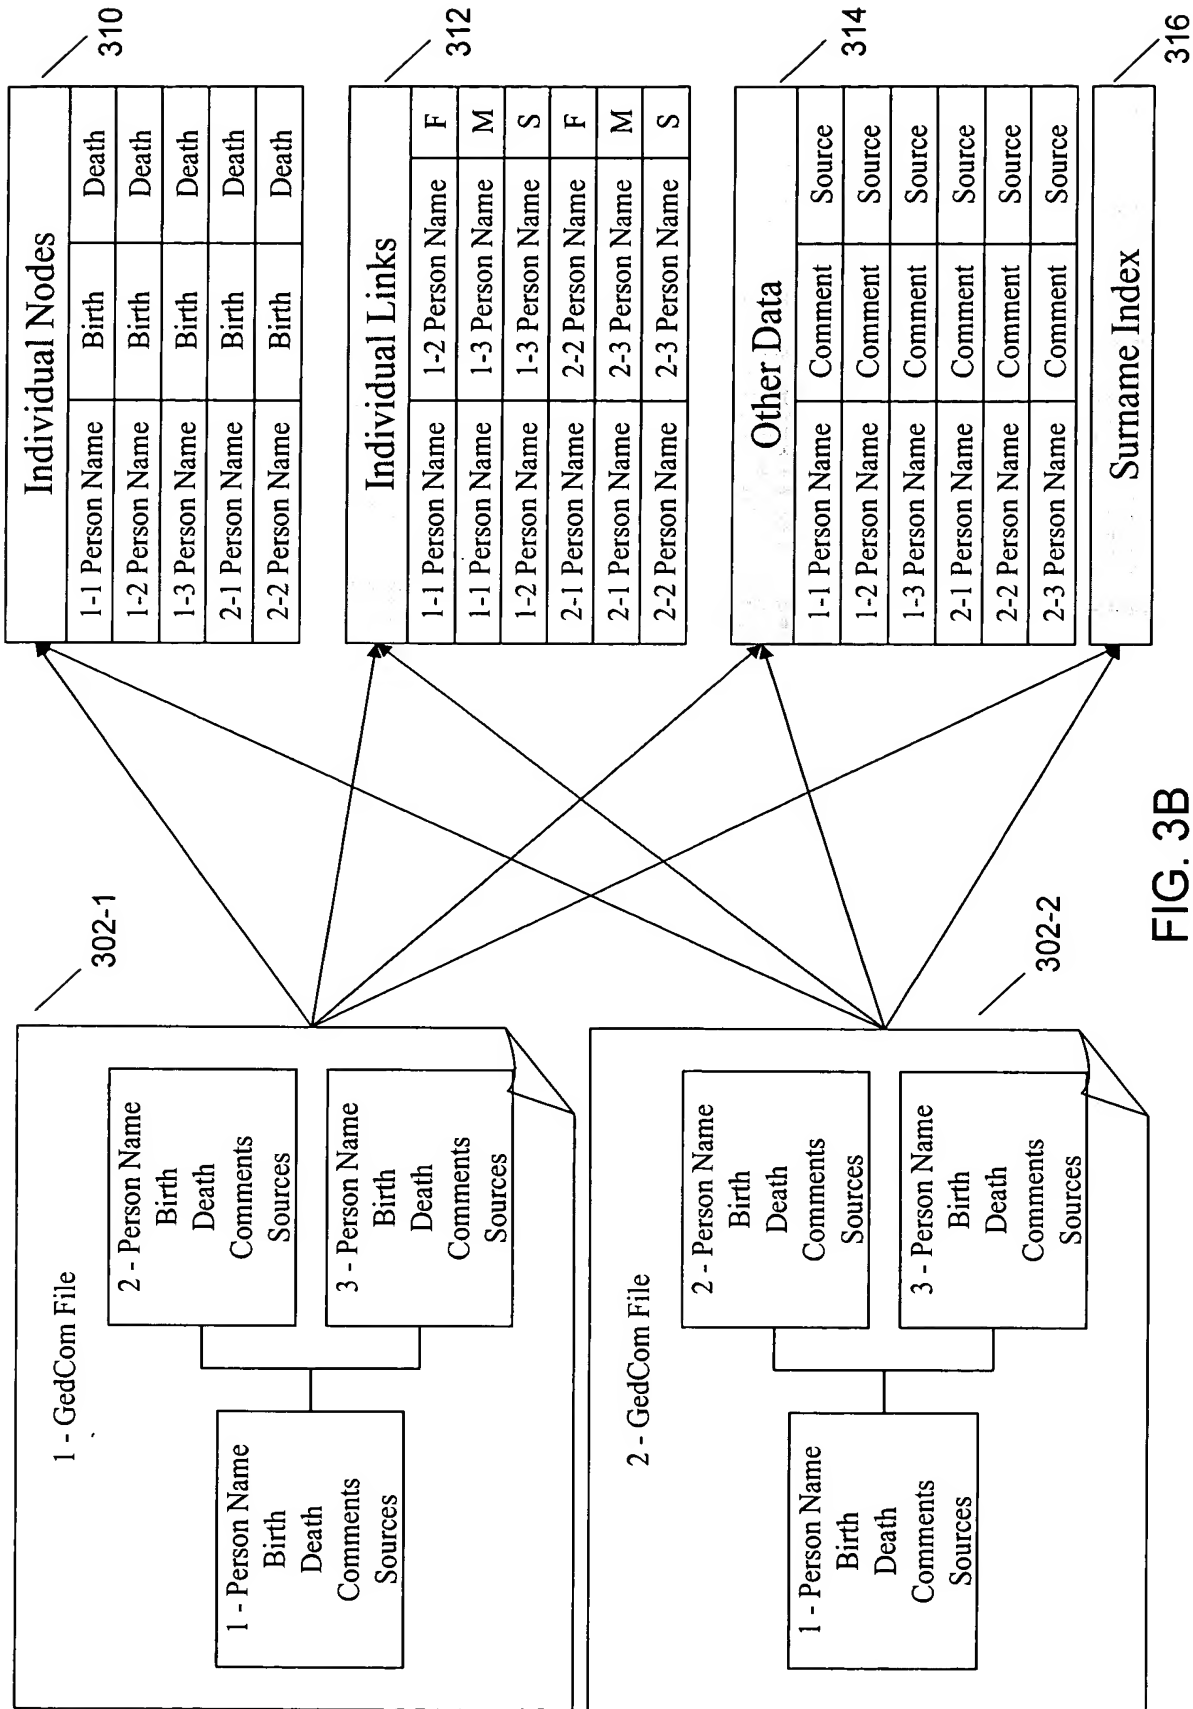 1 - GedCom File
1 - Person Name
Birth
Death
Comments
Sources
2 - Person Name
Birth
Death
Comments
Sources
3 - Person Name
Birth
Death
Comments
Sources
302-1
2 - GedCom File
1 - Person Name
Birth
Death
Comments
Sources
2 - Person Name
Birth
Death
Comments
Sources
3 - Person Name
Birth
Death
Comments
Sources
302-2
Individual Nodes
1-1 Person Name Birth Death
1-2 Person Name Birth Death
1-3 Person Name Birth Death
2-1 Person Name Birth Death
2-2 Person Name Birth Death
310
Individual Links
1-1 Person Name 1-2 Person Name F
1-1 Person Name 1-3 Person Name M
1-2 Person Name 1-3 Person Name S
2-1 Person Name 2-2 Person Name F
2-1 Person Name 2-3 Person Name M
2-2 Person Name 2-3 Person Name S
312
Other Data
1-1 Person Name Comment Source
1-2 Person Name Comment Source
1-3 Person Name Comment Source
2-1 Person Name Comment Source
2-2 Person Name Comment Source
2-3 Person Name Comment Source
314
Surname Index
316
FIG. 3B